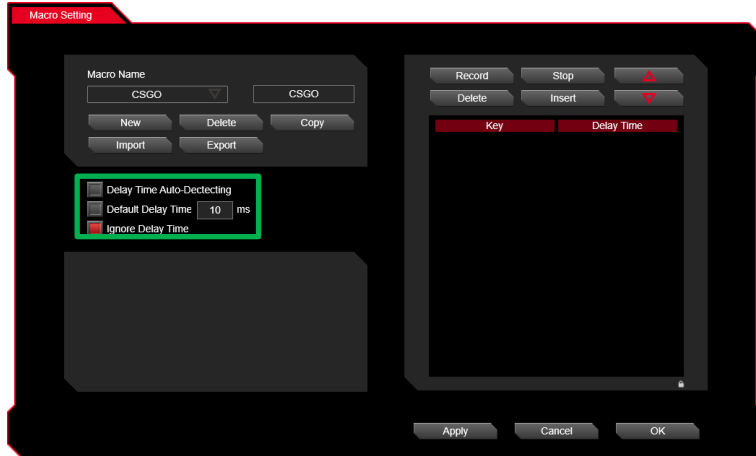 Macro Setting
Macro Name
CSGO
CSGO
New
Delete
Copy
Import
Export
Delay Time Auto-Dectecting
Default Delay Time 10 ms
Ignore Delay Time
Record
Stop
Delete
Insert
Key
Delay Time
Apply
Cancel
OK